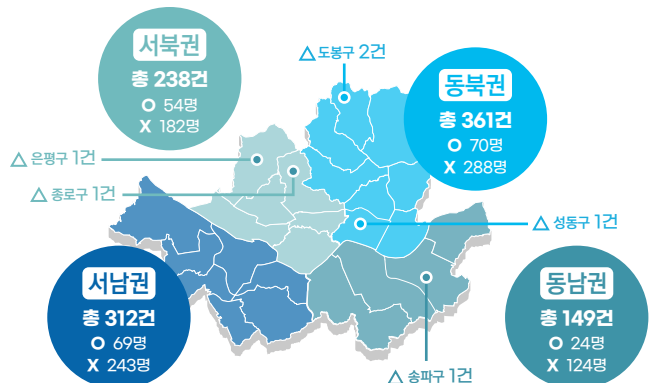 서북권
총 238건
O 54명
X 182명
△ 도봉구 2건
동북권
총 361건
O 70명
X 288명
△ 은평구 1건
△ 종로구 1건
△ 성동구 1건
서남권
총 312건
O 69명
X 243명
동남권
총 149건
O 24명
X 124명
△ 송파구 1건